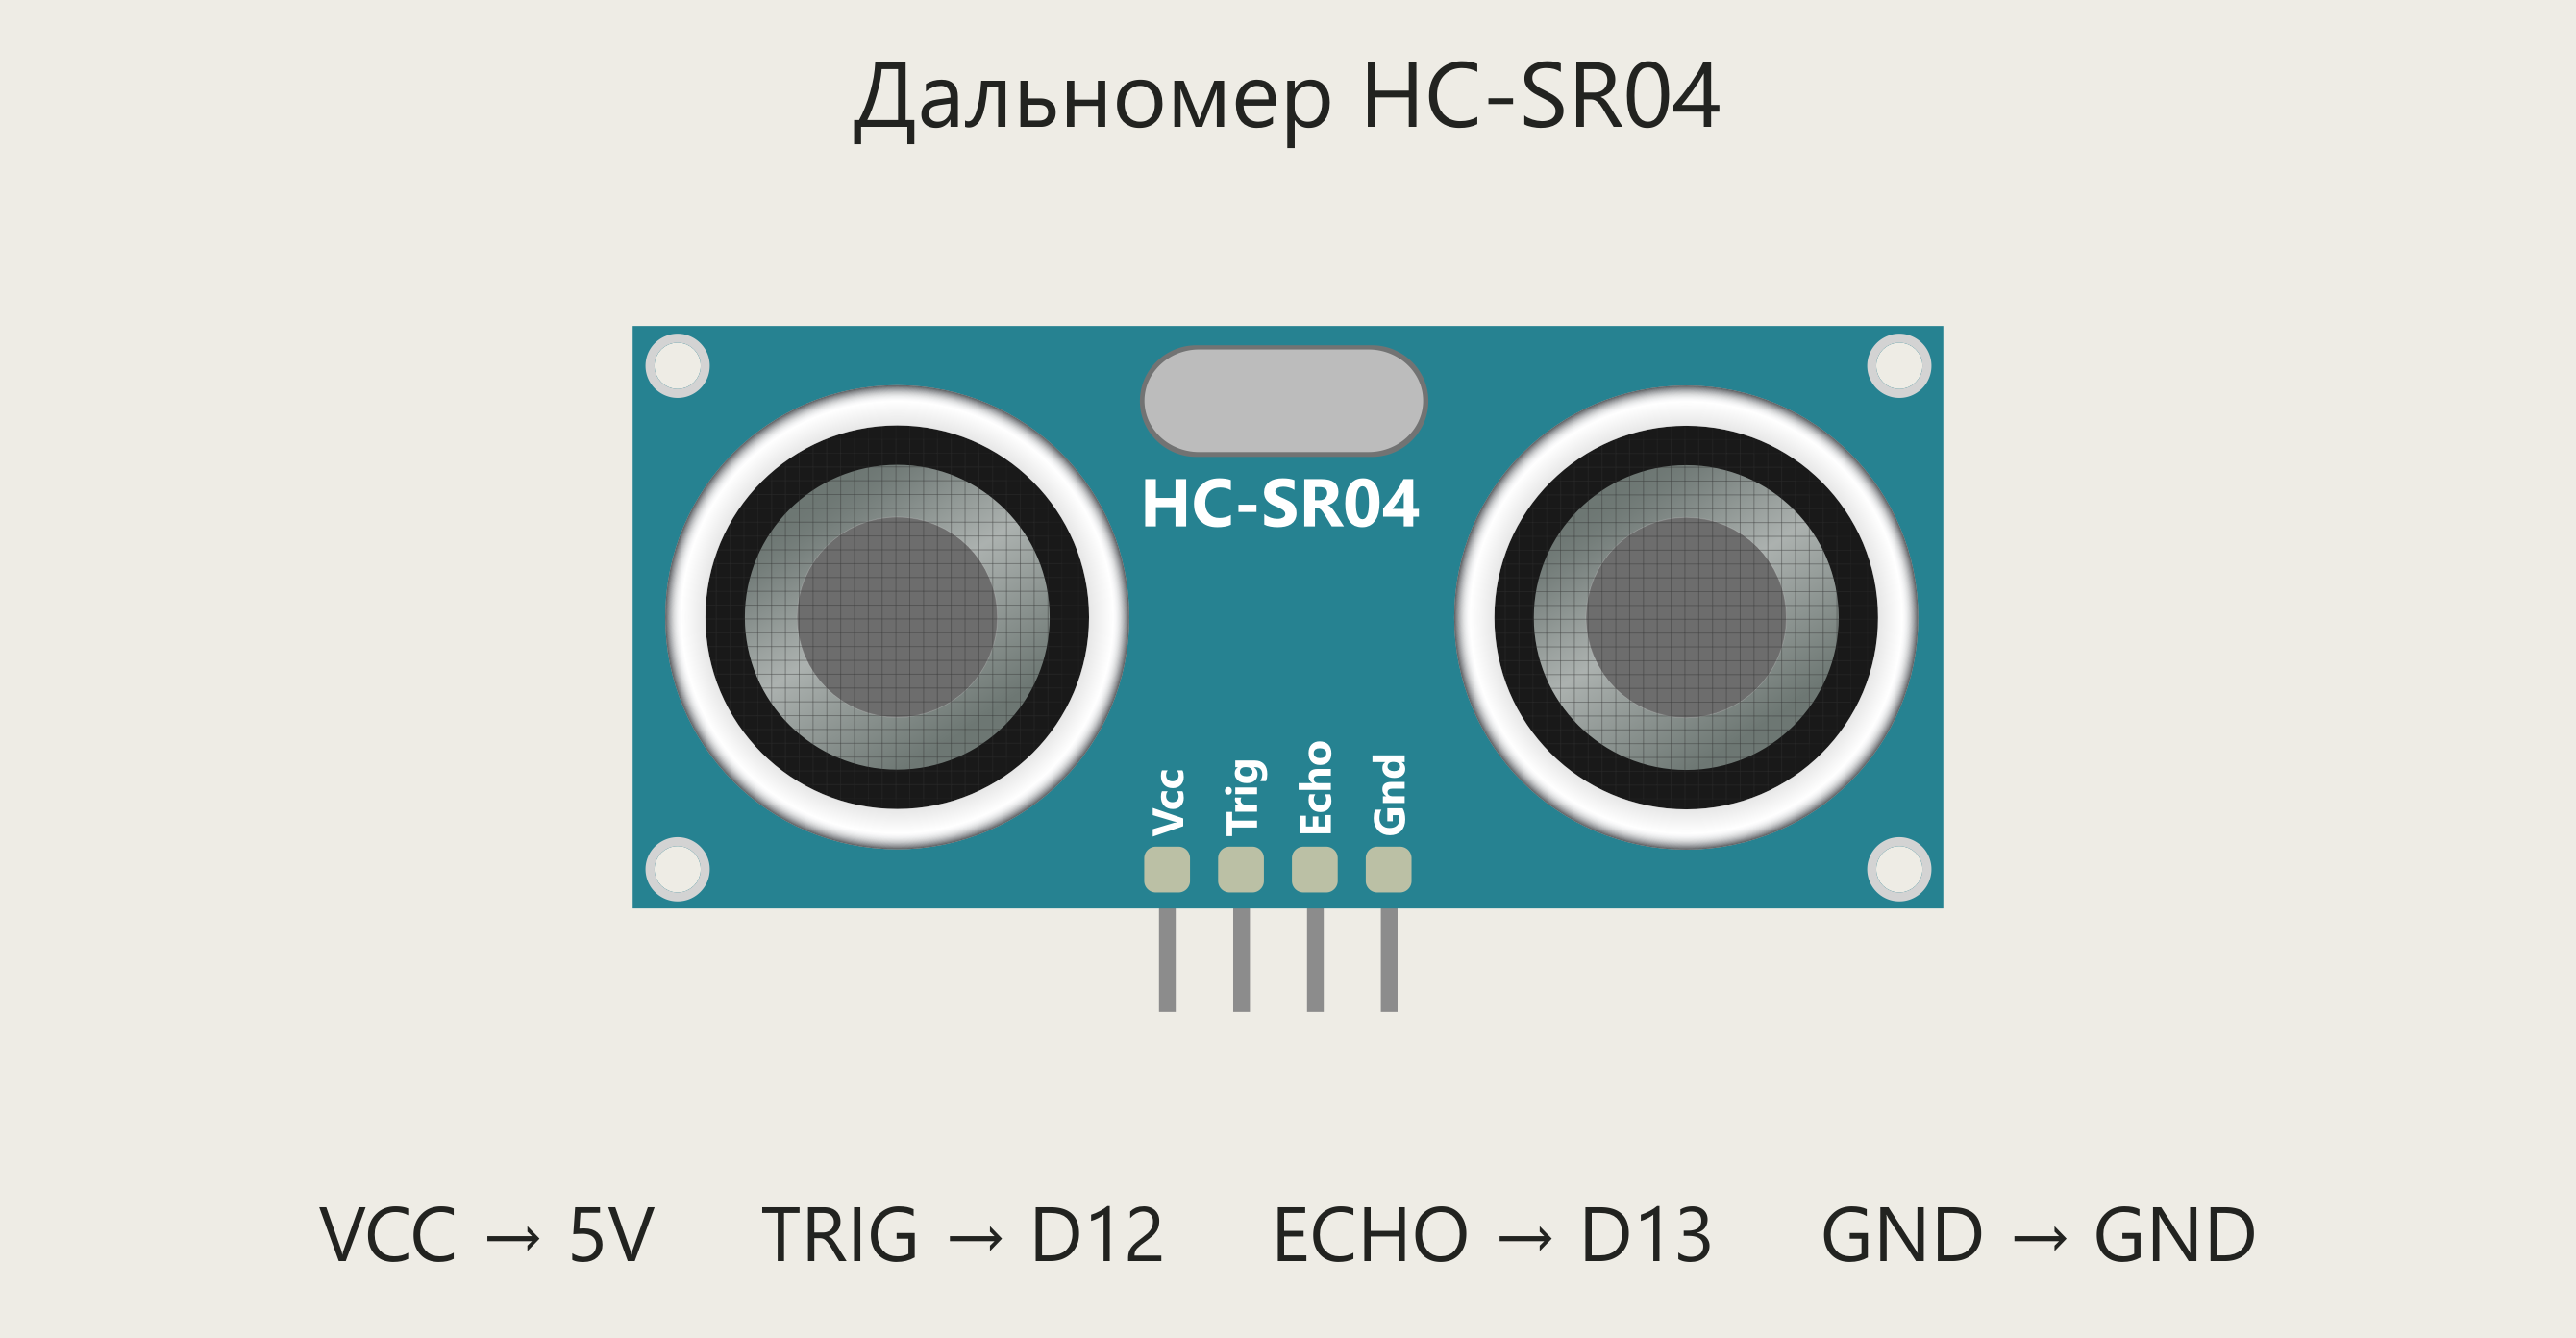 Дальномер HC-SR04
HC-SR04
Vcc
Trig
Echo
Gnd
VCC → 5V TRIG → D12 ECHO → D13 GND → GND